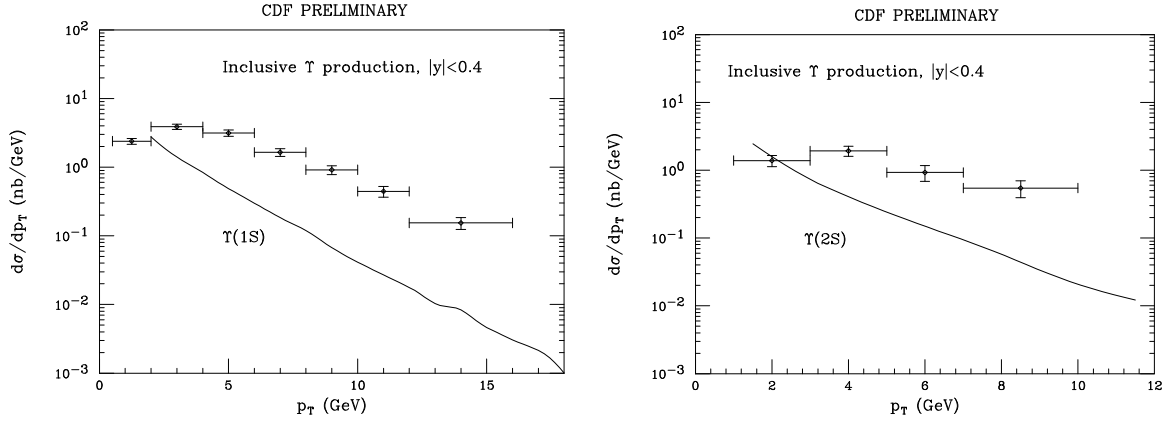 CDF PRELIMINARY
Inclusive ϒ production, |y|<0.4
ϒ(1S)
dσ/dp_T (nb/GeV)
10²
10¹
10⁰
10⁻¹
10⁻²
10⁻³
0 5 10 15
p_T (GeV)
CDF PRELIMINARY
Inclusive ϒ production, |y|<0.4
ϒ(2S)
dσ/dp_T (nb/GeV)
10²
10¹
10⁰
10⁻¹
10⁻²
10⁻³
0 2 4 6 8 10 12
p_T (GeV)